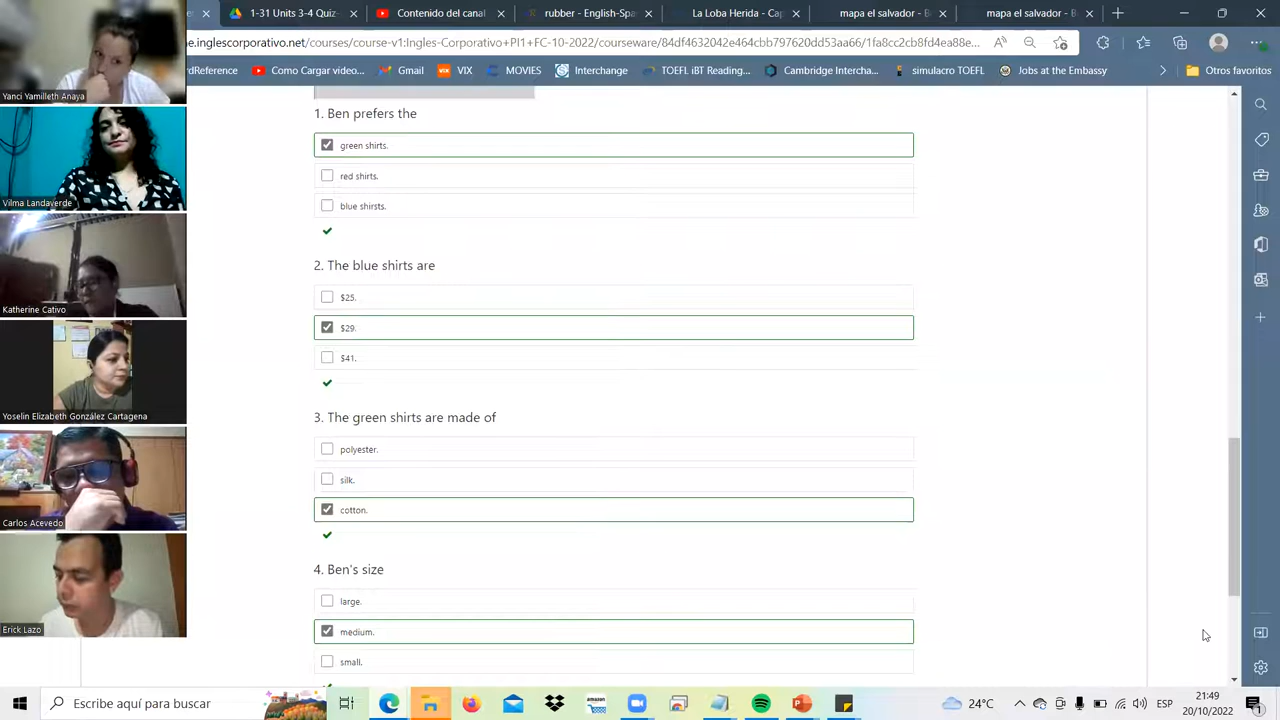 1-31 Units 3-4 Quiz
Contenido del canal
rubber - English-Spa
La Loba Herida - Cap
mapa el salvador - B
mapa el salvador - B
e.inglescorporativo.net/courses/course-v1:Ingles-Corporativo+PI1+FC-10-2022/courseware/84df4632042e464cbb797620dd53aa66/1fa8cc2cb8fd4ea88e...
rdReference
Como Cargar vídeo...
Gmail
VIX
MOVIES
Interchange
TOEFL IBT Reading...
Cambridge Intercha...
simulacro TOEFL
Jobs at the Embassy
Otros favoritos
Yanci Yamilleth Anaya
Vilma Landaverde
Katherine Cativo
Yoselin Elizabeth González Cartagena
Carlos Acevedo
Erick Lazo
1. Ben prefers the
green shirts.
red shirts.
blue shirsts.
2. The blue shirts are
$25.
$29.
$41.
3. The green shirts are made of
polyester.
silk.
cotton.
4. Ben's size
large.
medium.
small.
Escribe aquí para buscar
24°C
ESP
21:49
20/10/2022